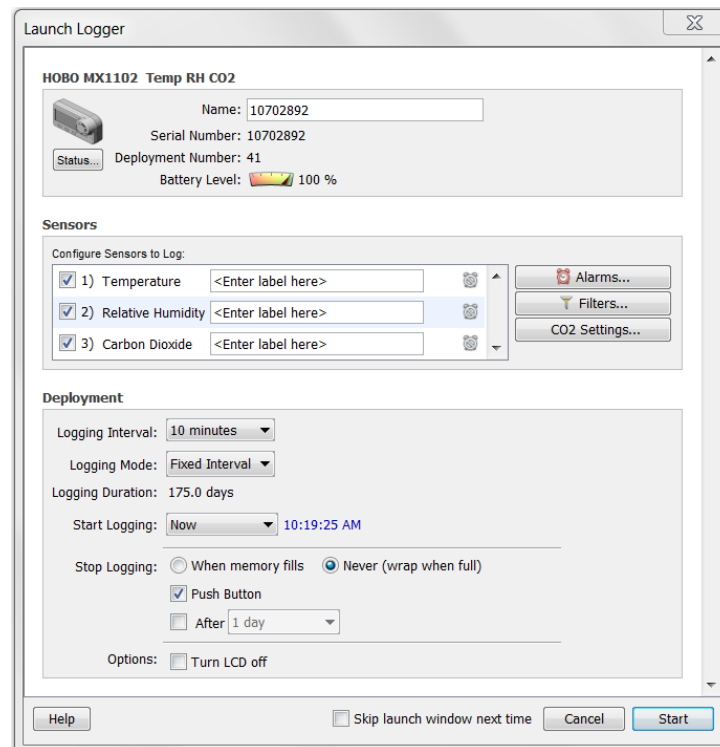 Launch Logger
HOBO MX1102 Temp RH CO2
Name: 10702892
Serial Number: 10702892
Status... Deployment Number: 41
Battery Level: 100 %
Sensors
Configure Sensors to Log:
1) Temperature <Enter label here>
Alarms...
2) Relative Humidity <Enter label here>
Filters...
3) Carbon Dioxide <Enter label here>
CO2 Settings...
Deployment
Logging Interval: 10 minutes
Logging Mode: Fixed Interval
Logging Duration: 175.0 days
Start Logging: Now 10:19:25 AM
Stop Logging: When memory fills Never (wrap when full)
Push Button
After 1 day
Options: Turn LCD off
Help Skip launch window next time Cancel Start